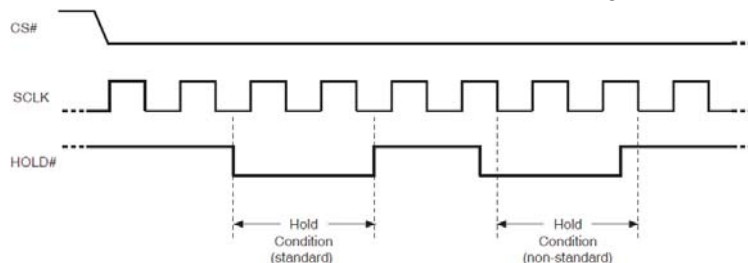 CS#
SCLK
HOLD#
Hold Condition (standard)
Hold Condition (non-standard)